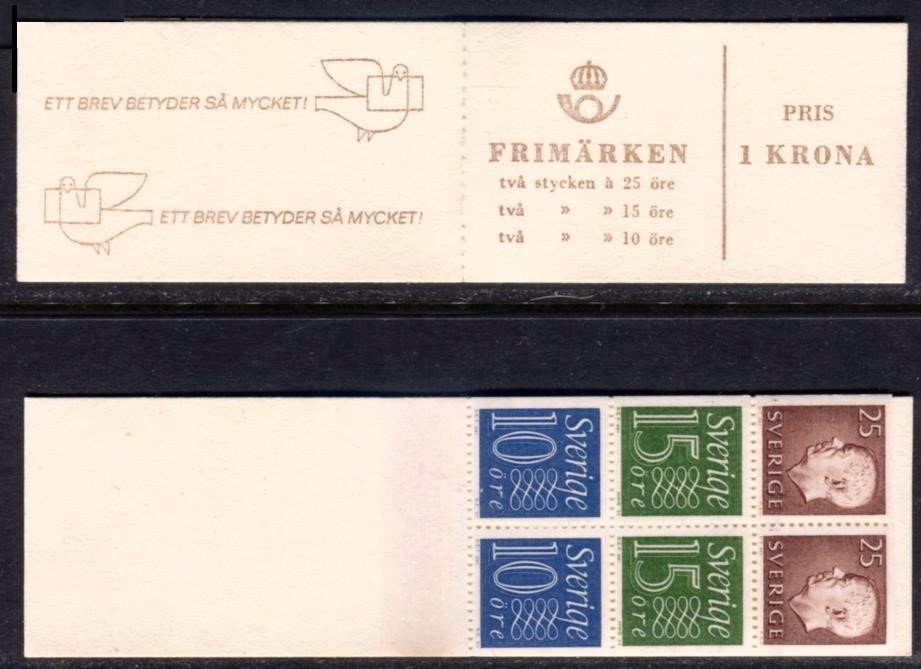 ETT BREV BETYDER SÅ MYCKET!
ETT BREV BETYDER SÅ MYCKET!
FRIMÄRKEN
två stycken à 25 öre
två » » 15 öre
två » » 10 öre
PRIS
1 KRONA
Sverige
10
öre
Sverige
15
öre
25
SVERIGE
Sverige
10
öre
Sverige
15
öre
25
SVERIGE